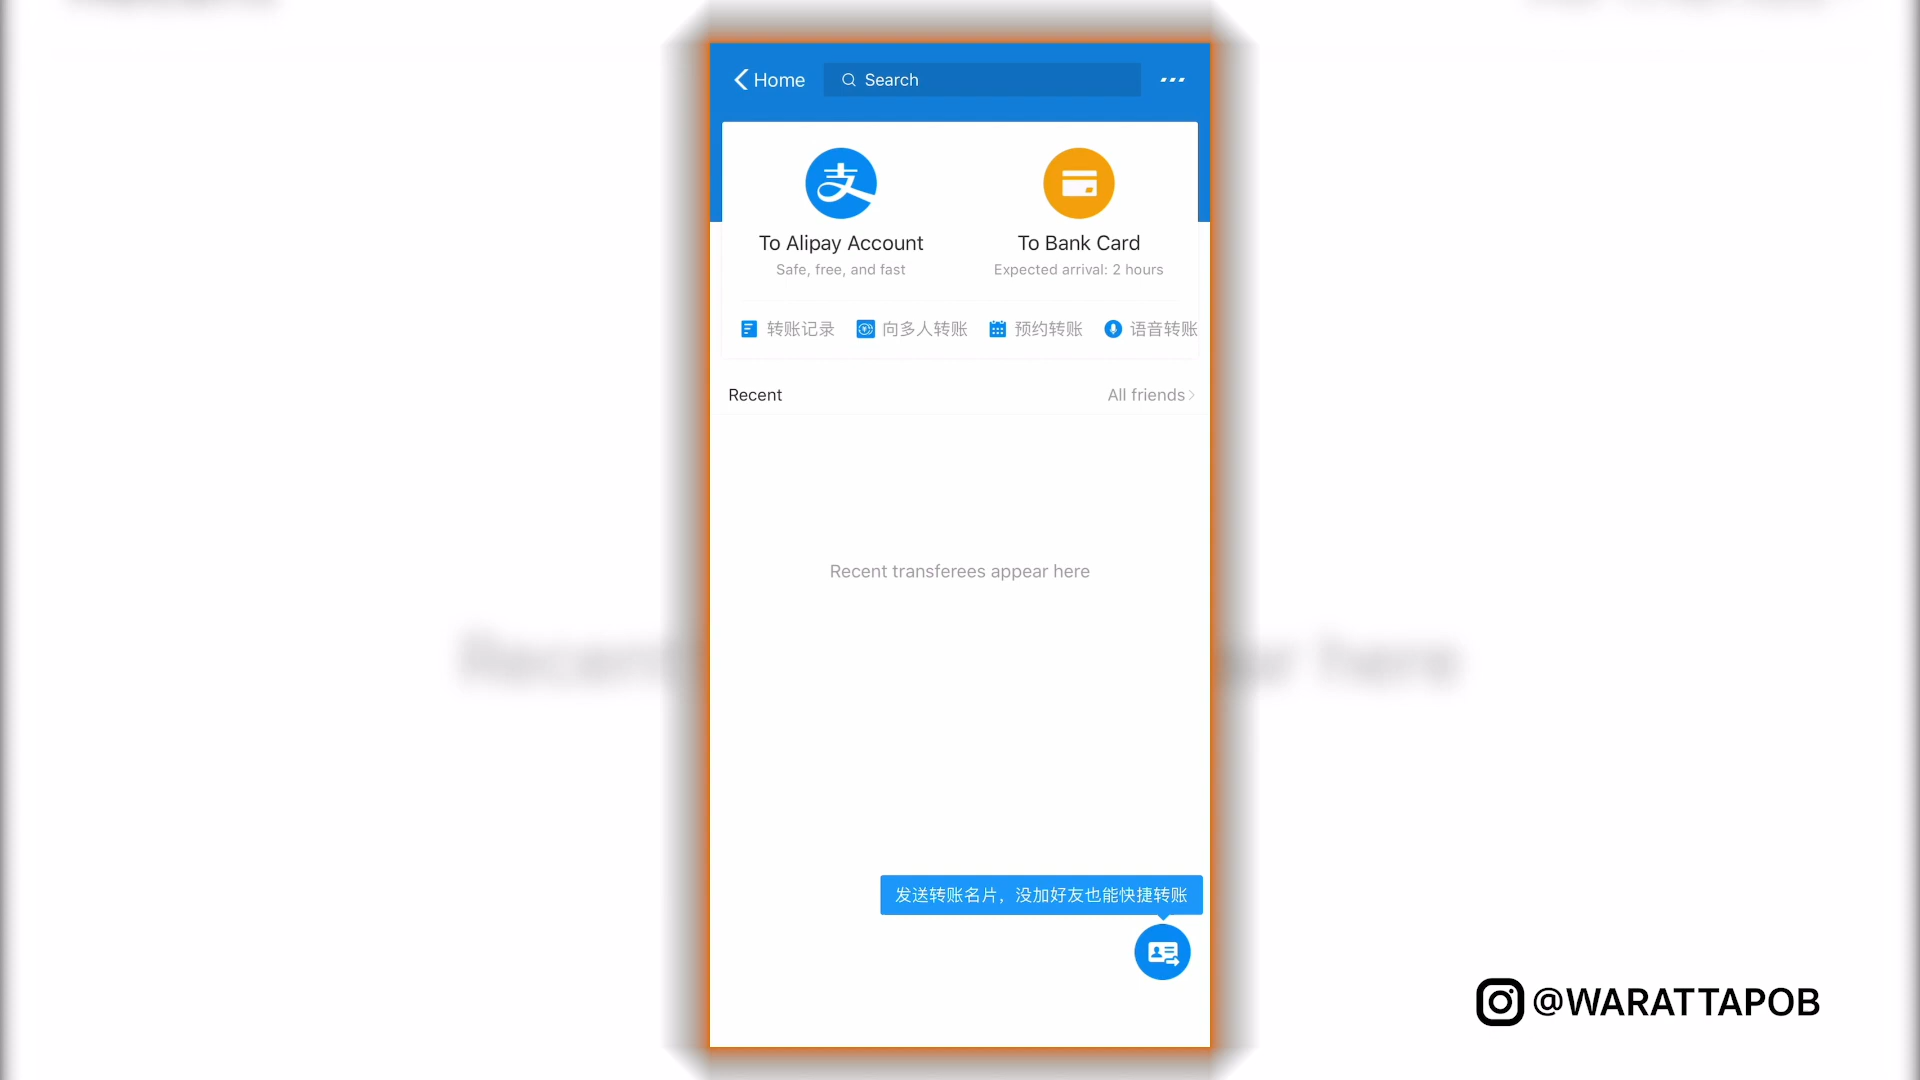 Home
Search
支
To Alipay Account
To Bank Card
Safe, free, and fast
Expected arrival: 2 hours
转账记录
向多人转账
预约转账
语音转账
Recent
All friends
Recent transferees appear here
Recent
here
发送转账名片，没加好友也能快捷转账
@WARATTAPOB